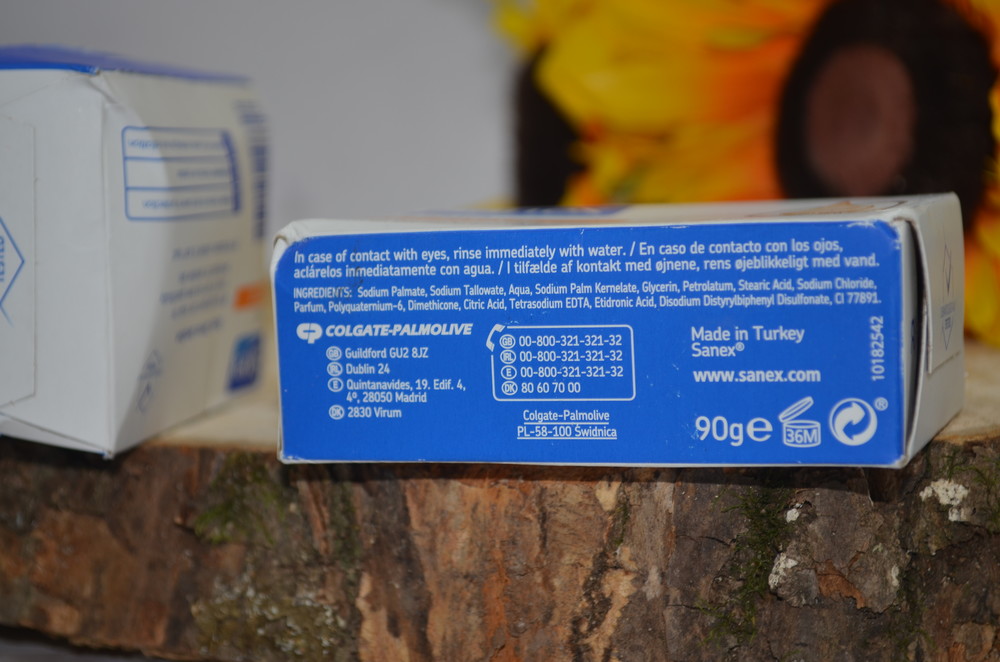 In case of contact with eyes, rinse immediately with water. / En caso de contacto con los ojos,
aclárelos inmediatamente con agua. / I tilfælde af kontakt med øjnene, rens øjeblikkeligt med vand.
INGREDIENTS: Sodium Palmate, Sodium Tallowate, Aqua, Sodium Palm Kernelate, Glycerin, Petrolatum, Stearic Acid, Sodium Chloride,
Parfum, Polyquaternium-6, Dimethicone, Citric Acid, Tetrasodium EDTA, Etidronic Acid, Disodium Distyrylbiphenyl Disulfonate, CI 77891.
COLGATE-PALMOLIVE
GB Guildford GU2 8JZ
IRL Dublin 24
E Quintanavides, 19. Edif. 4,
4º, 28050 Madrid
DK 2830 Virum
GB 00-800-321-321-32
IRL 00-800-321-321-32
E 00-800-321-321-32
DK 80 60 70 00
Colgate-Palmolive
PL-58-100 Świdnica
Made in Turkey
Sanex®
www.sanex.com
90g e 36M ®
10182542